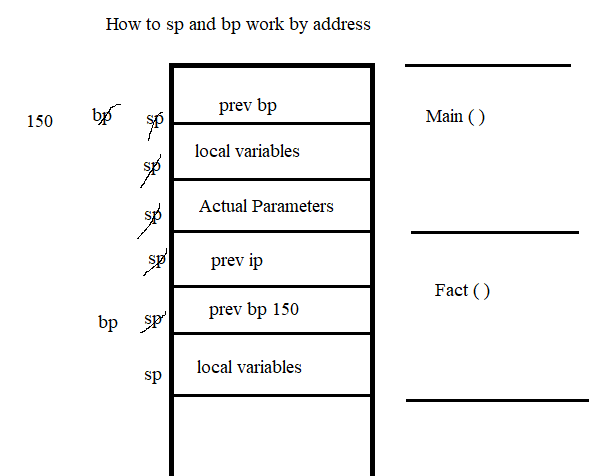 How to sp and bp work by address
150 bp sp prev bp Main ( )
sp local variables
sp Actual Parameters
sp prev ip
Fact ( )
bp sp prev bp 150
sp local variables